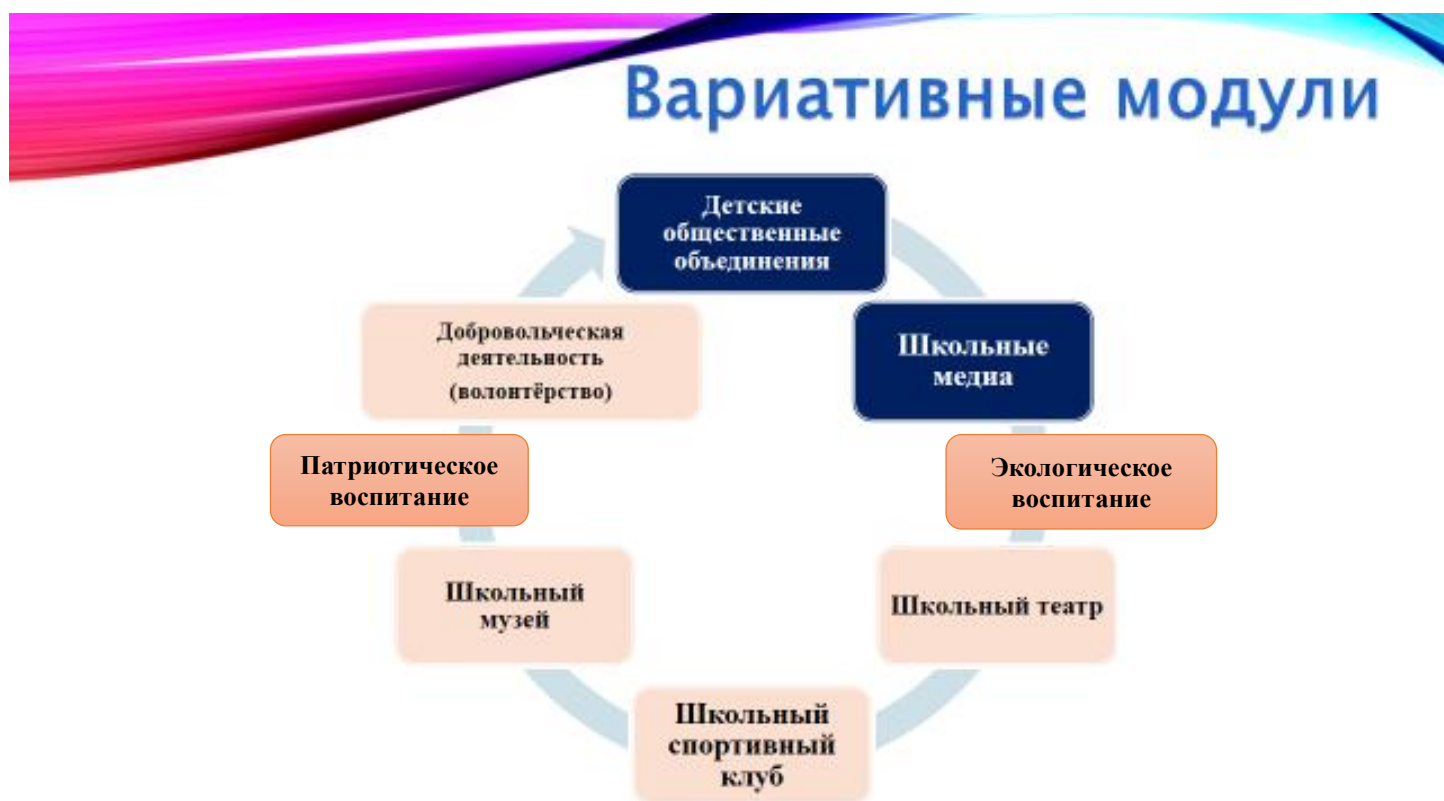 Вариативные модули
Детские
общественные
объединения
Школьные
медиа
Экологическое
воспитание
Школьный театр
Школьный
спортивный
клуб
Школьный
музей
Патриотическое
воспитание
Добровольческая
деятельность
(волонтёрство)